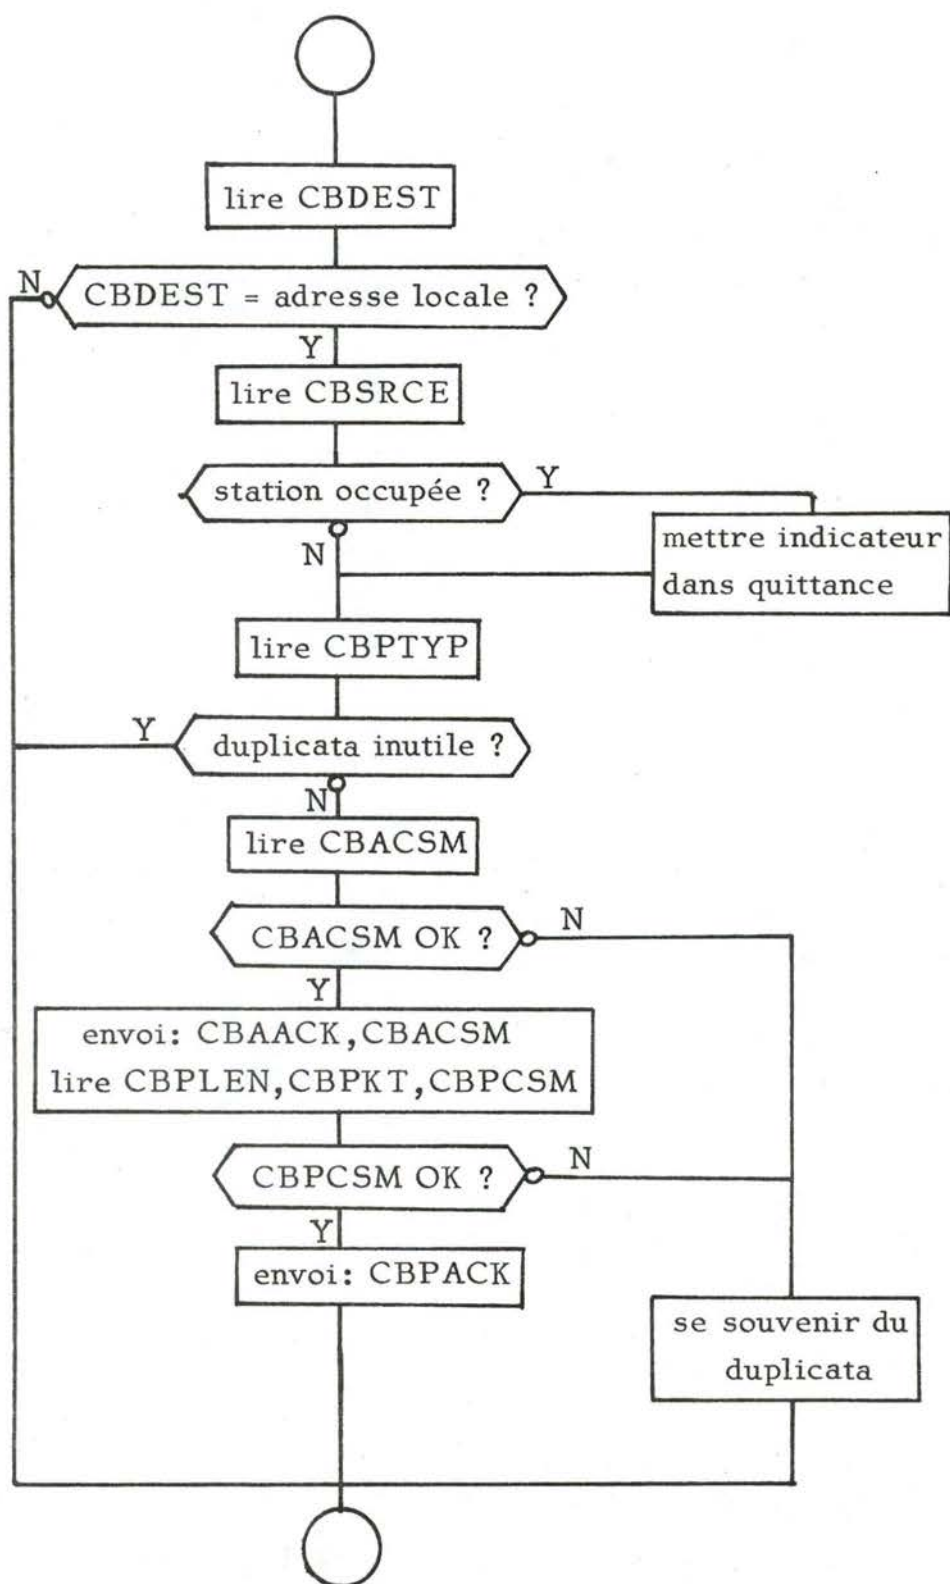 lire CBDEST
N
CBDEST = adresse locale ?
Y
lire CBSRCE
station occupée ?
Y
N
mettre indicateur
dans quittance
lire CBPTYP
Y
duplicata inutile ?
N
lire CBACSM
CBACSM OK ?
N
Y
envoi: CBAACK,CBACSM
lire CBPLEN,CBPKT,CBPCSM
CBPCSM OK ?
N
Y
envoi: CBPACK
se souvenir du
duplicata